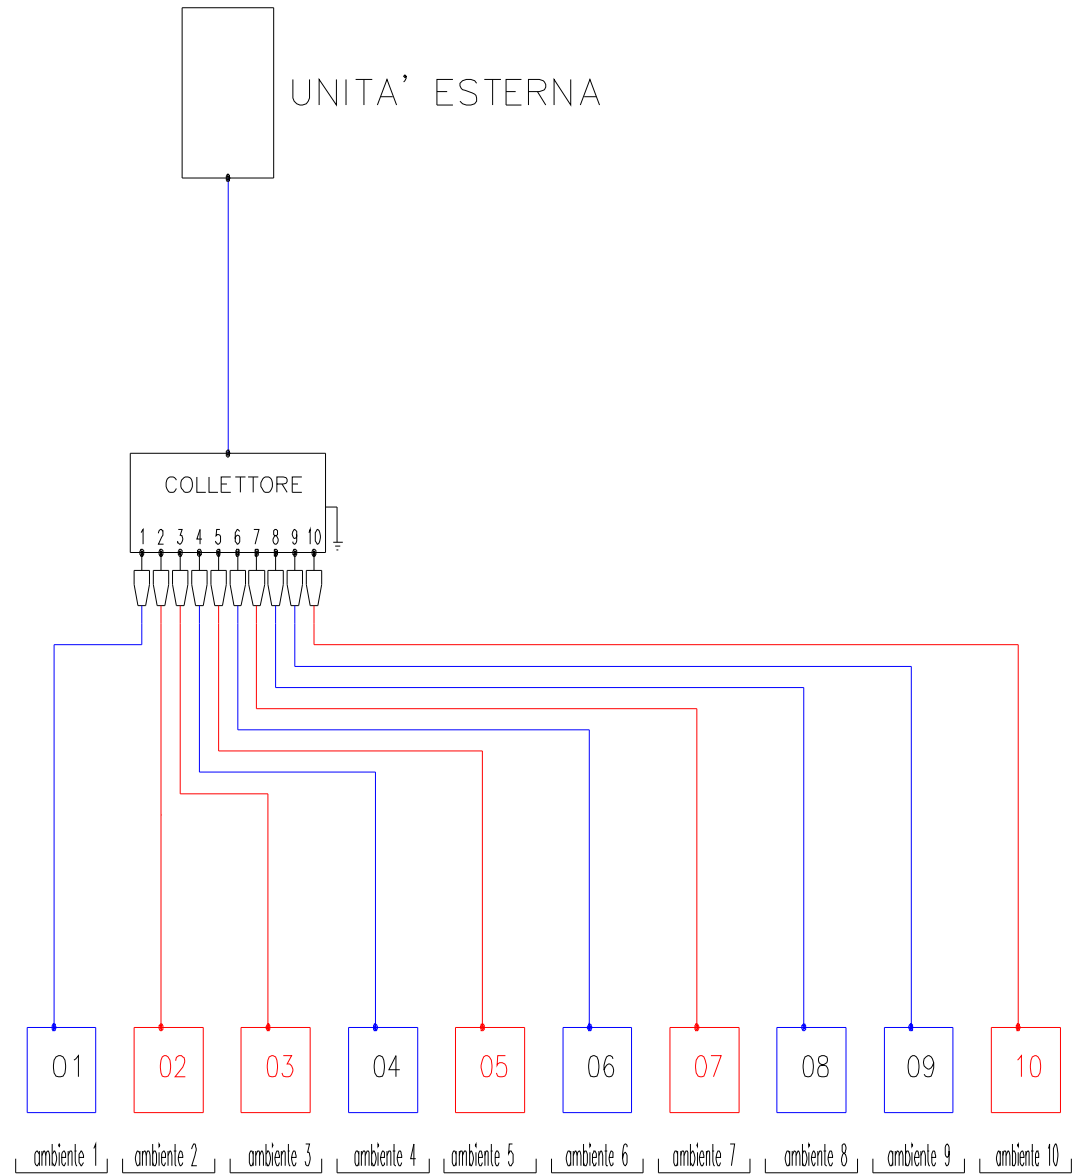 UNITA' ESTERNA
COLLETTORE
1 2 3 4 5 6 7 8 9 10
01 02 03 04 05 06 07 08 09 10
ambiente 1 ambiente 2 ambiente 3 ambiente 4 ambiente 5 ambiente 6 ambiente 7 ambiente 8 ambiente 9 ambiente 10